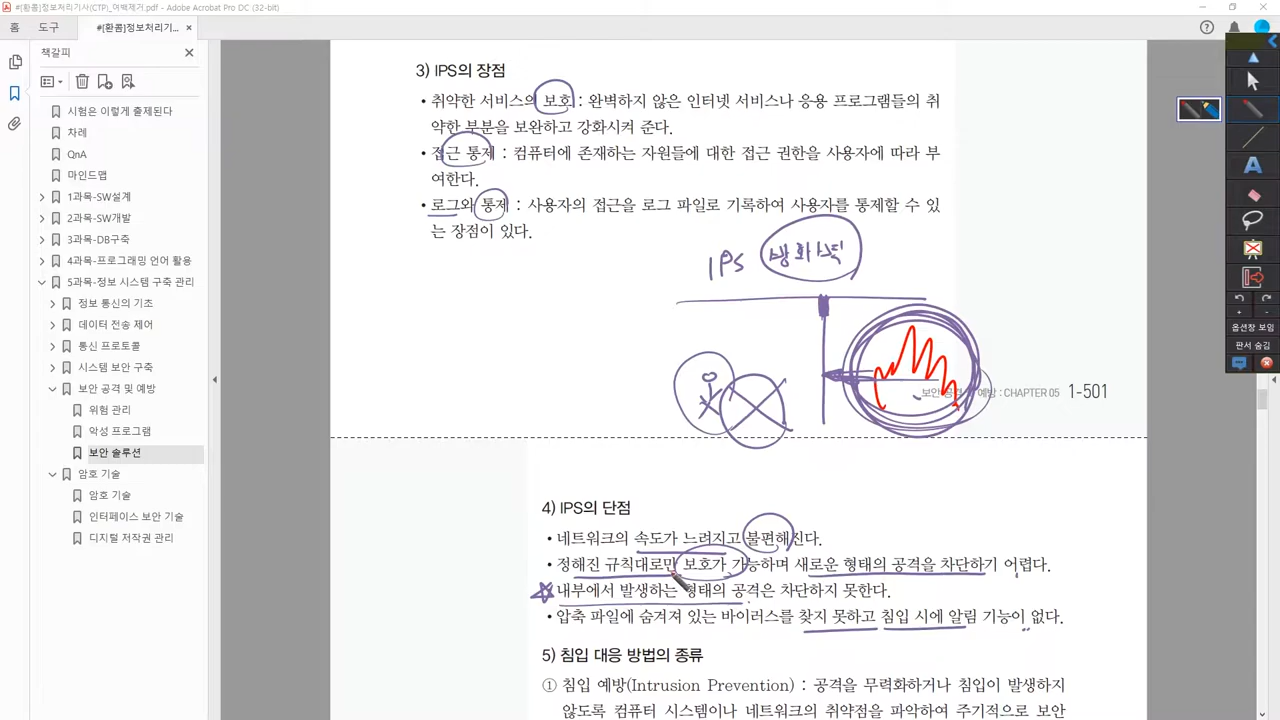 #[환콤]정보처리기사(CTP)_여백제거.pdf - Adobe Acrobat Pro DC (32-bit)
홈 도구 #[환콤]정보처리기... ×
책갈피
시험은 이렇게 출제된다
차례
QnA
마인드맵
1과목-SW설계
2과목-SW개발
3과목-DB구축
4과목-프로그래밍 언어 활용
5과목-정보 시스템 구축 관리
정보 통신의 기초
데이터 전송 제어
통신 프로토콜
시스템 보안 구축
보안 공격 및 예방
위험 관리
악성 프로그램
보안 솔루션
암호 기술
암호 기술
인터페이스 보안 기술
디지털 저작권 관리
3) IPS의 장점
• 취약한 서비스의 보호 : 완벽하지 않은 인터넷 서비스나 응용 프로그램들의 취
약한 부분을 보완하고 강화시켜 준다.
• 접근 통제 : 컴퓨터에 존재하는 자원들에 대한 접근 권한을 사용자에 따라 부
여한다.
• 로그와 통제 : 사용자의 접근을 로그 파일로 기록하여 사용자를 통제할 수 있
는 장점이 있다.
IPS 방화벽
보안 공격 및 예방 : CHAPTER 05 1-501
4) IPS의 단점
• 네트워크의 속도가 느려지고 불편해진다.
• 정해진 규칙대로만 보호가 가능하며 새로운 형태의 공격을 차단하기 어렵다.
• 내부에서 발생하는 형태의 공격은 차단하지 못한다.
• 압축 파일에 숨겨져 있는 바이러스를 찾지 못하고 침입 시에 알림 기능이 없다.
5) 침입 대응 방법의 종류
① 침입 예방(Intrusion Prevention) : 공격을 무력화하거나 침입이 발생하지
않도록 컴퓨터 시스템이나 네트워크의 취약점을 파악하여 주기적으로 보안
옵션창 보임
판서 숨김